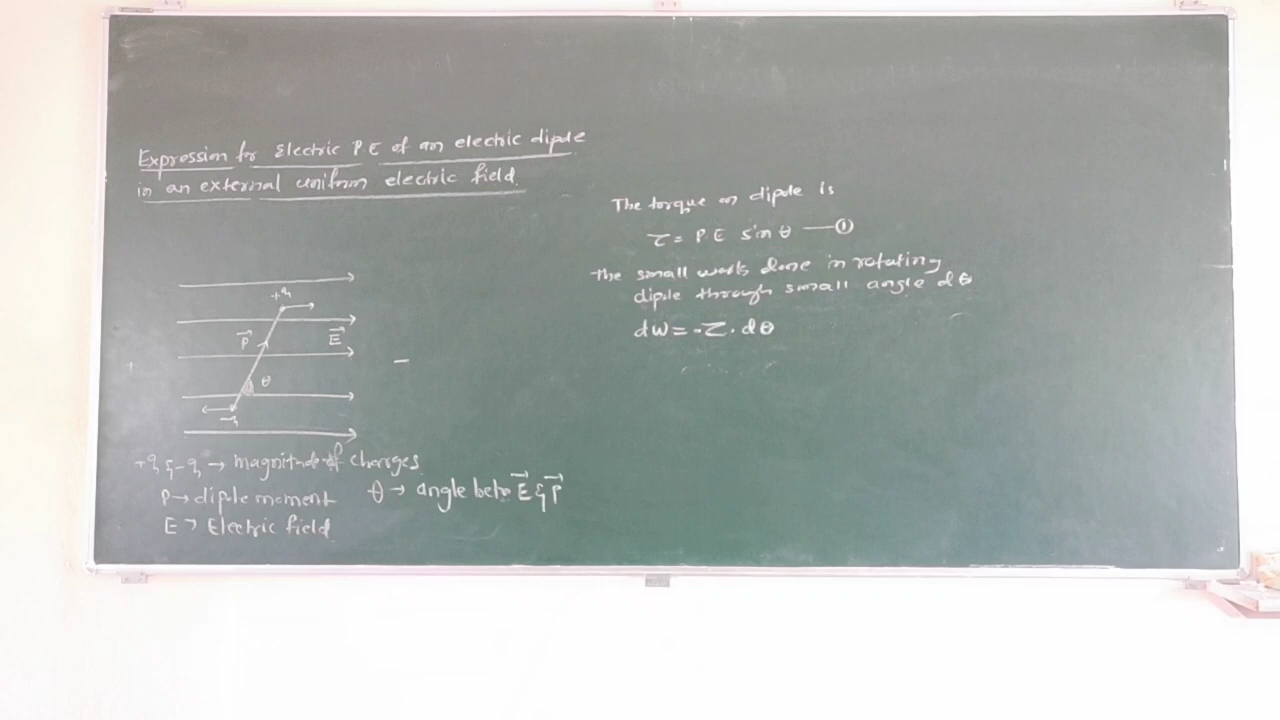 Expression for Electric P E of an electric dipole
in an external uniform electric field.
+q
P⃗
E⃗
θ
-q
+q & -q → magnitude of charges
P → dipole moment
E → Electric field
θ → angle betn E⃗ & P⃗
The torque on dipole is
τ = P.E sin θ —①
The small work done in rotating
dipole through small angle dθ
dW = -τ. dθ